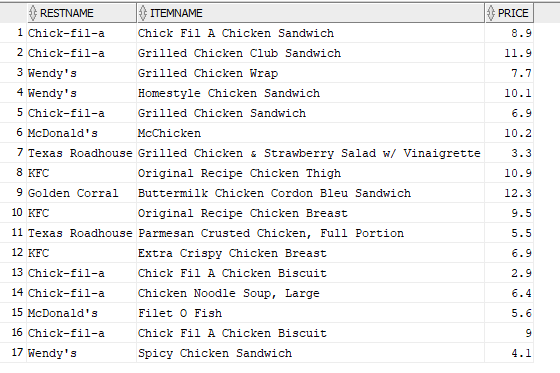 RESTNAME ITEMNAME PRICE
1 Chick-fil-a Chick Fil A Chicken Sandwich 8.9
2 Chick-fil-a Grilled Chicken Club Sandwich 11.9
3 Wendy's Grilled Chicken Wrap 7.7
4 Wendy's Homestyle Chicken Sandwich 10.1
5 Chick-fil-a Grilled Chicken Sandwich 6.9
6 McDonald's McChicken 10.2
7 Texas Roadhouse Grilled Chicken & Strawberry Salad w/ Vinaigrette 3.3
8 KFC Original Recipe Chicken Thigh 10.9
9 Golden Corral Buttermilk Chicken Cordon Bleu Sandwich 12.3
10 KFC Original Recipe Chicken Breast 9.5
11 Texas Roadhouse Parmesan Crusted Chicken, Full Portion 5.5
12 KFC Extra Crispy Chicken Breast 6.9
13 Chick-fil-a Chick Fil A Chicken Biscuit 2.9
14 Chick-fil-a Chicken Noodle Soup, Large 6.4
15 McDonald's Filet O Fish 5.6
16 Chick-fil-a Chick Fil A Chicken Biscuit 9
17 Wendy's Spicy Chicken Sandwich 4.1